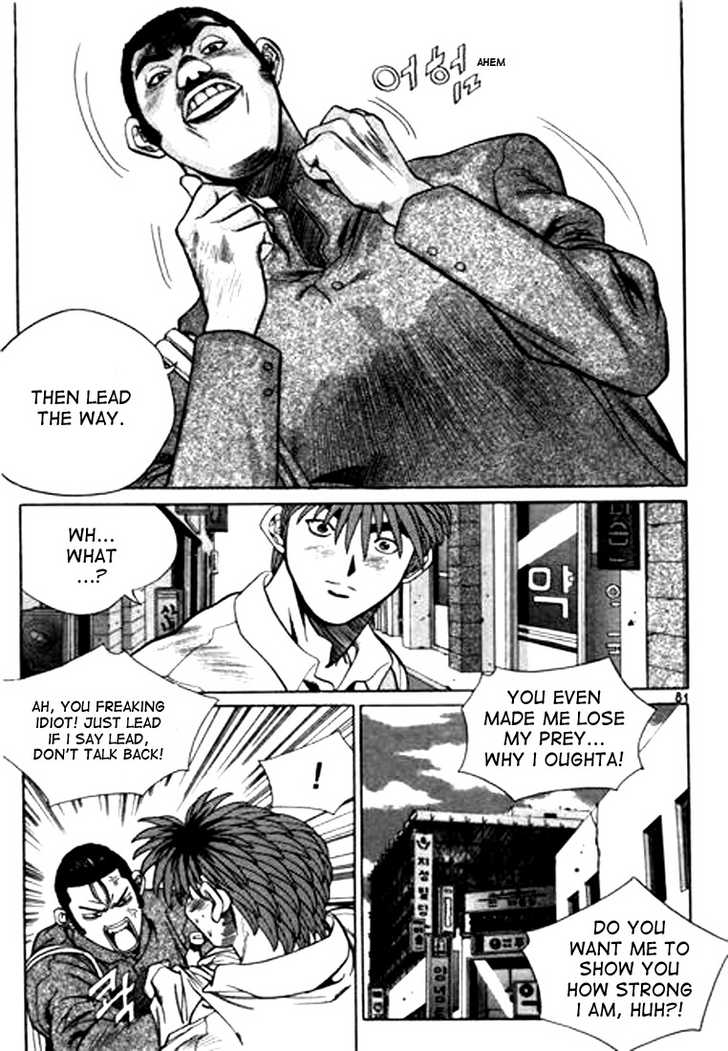 어험
AHEM
THEN LEAD
THE WAY.
WH...
WHAT
...?
81
AH, YOU FREAKING
IDIOT! JUST LEAD
IF I SAY LEAD,
DON'T TALK BACK!
!
YOU EVEN
MADE ME LOSE
MY PREY...
WHY I OUGHTA!
DO YOU
WANT ME TO
SHOW YOU
HOW STRONG
I AM, HUH?!